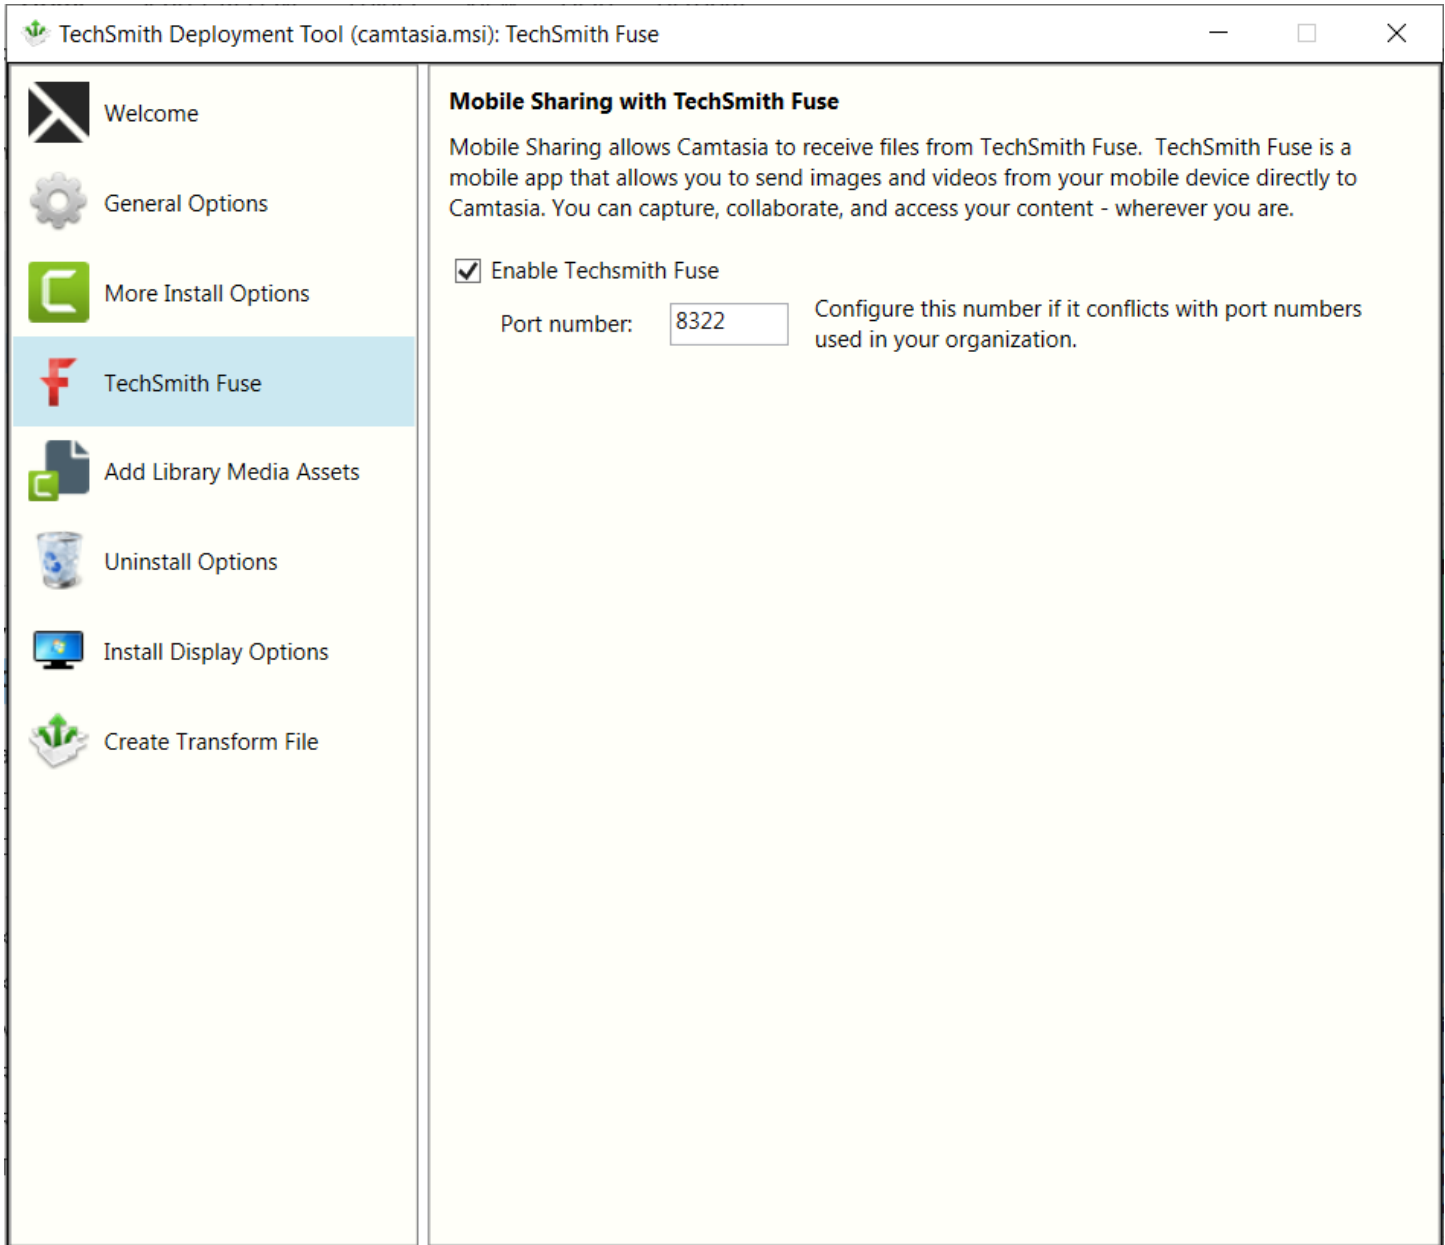 TechSmith Deployment Tool (camtasia.msi): TechSmith Fuse
Welcome
General Options
More Install Options
TechSmith Fuse
Add Library Media Assets
Uninstall Options
Install Display Options
Create Transform File
Mobile Sharing with TechSmith Fuse
Mobile Sharing allows Camtasia to receive files from TechSmith Fuse.  TechSmith Fuse is a
mobile app that allows you to send images and videos from your mobile device directly to
Camtasia. You can capture, collaborate, and access your content - wherever you are.
Enable Techsmith Fuse
Port number: 8322
Configure this number if it conflicts with port numbers
used in your organization.